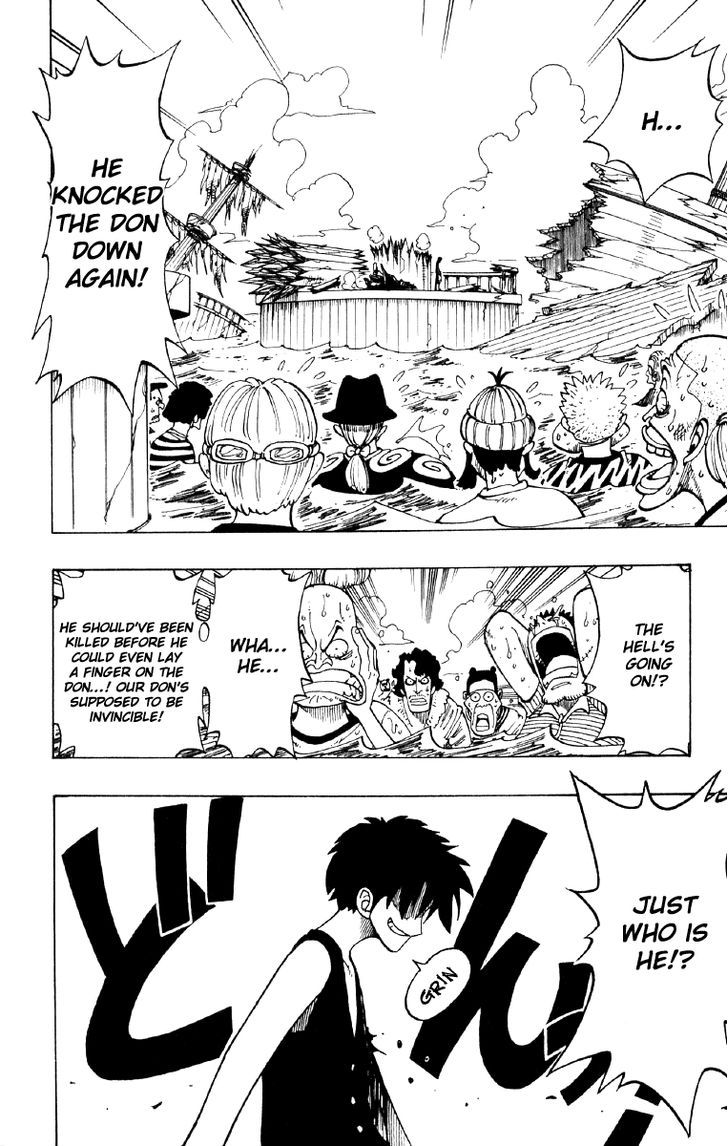 H...
HE
KNOCKED
THE DON
DOWN
AGAIN!
THE
HELL'S
GOING
ON!?
WHA...
HE...
HE SHOULD'VE BEEN
KILLED BEFORE HE
COULD EVEN LAY
A FINGER ON THE
DON...! OUR DON'S
SUPPOSED TO BE
INVINCIBLE!
JUST
WHO IS
HE!?
GRIN
どん